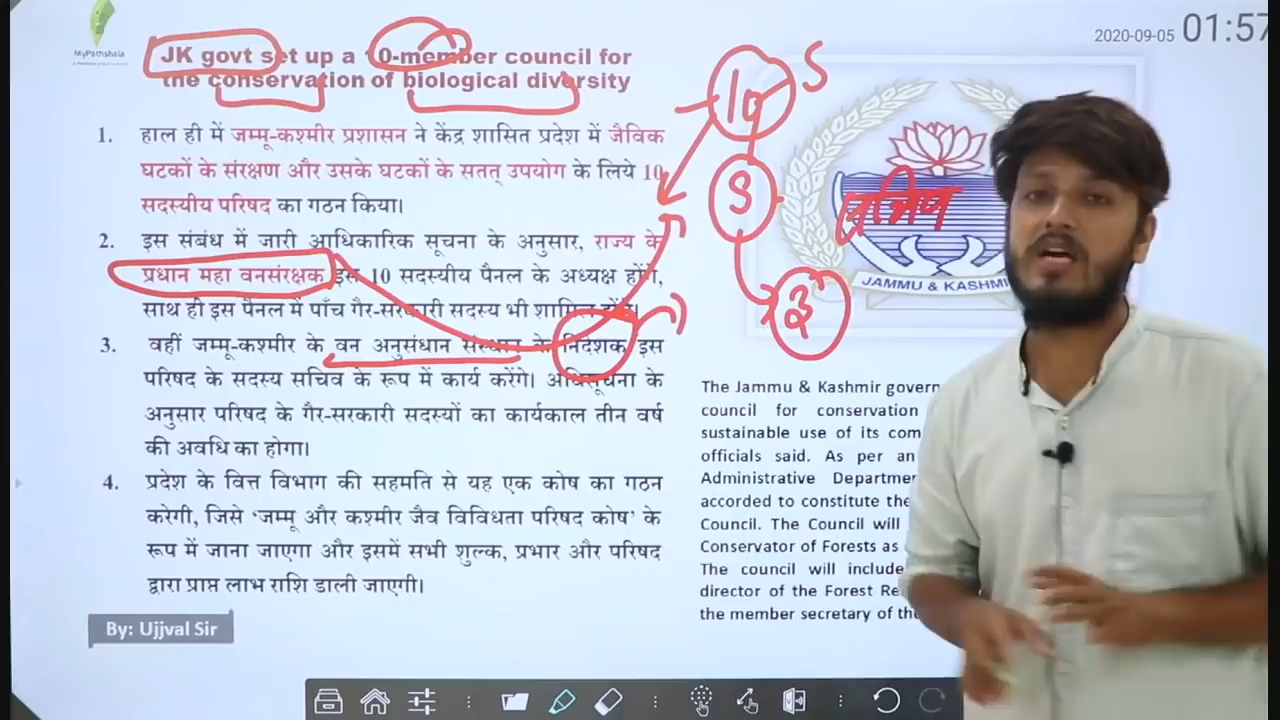 MyPathshala
2020-09-05 01:57
JK govt set up a 10-member council for
the conservation of biological diversity
1. हाल ही में जम्मू-कश्मीर प्रशासन ने केंद्र शासित प्रदेश में जैविक
घटकों के संरक्षण और उसके घटकों के सतत् उपयोग के लिये 10
सदस्यीय परिषद का गठन किया।
2. इस संबंध में जारी आधिकारिक सूचना के अनुसार, राज्य के
प्रधान महा वनसंरक्षक इस 10 सदस्यीय पैनल के अध्यक्ष होंगे,
साथ ही इस पैनल में पाँच गैर-सरकारी सदस्य भी शामिल होंगे।
3. वहीं जम्मू-कश्मीर के वन अनुसंधान संस्थान के निदेशक इस
परिषद के सदस्य सचिव के रूप में कार्य करेंगे। अधिसूचना के
अनुसार परिषद के गैर-सरकारी सदस्यों का कार्यकाल तीन वर्ष
की अवधि का होगा।
4. प्रदेश के वित्त विभाग की सहमति से यह एक कोष का गठन
करेगी, जिसे ‘जम्मू और कश्मीर जैव विविधता परिषद कोष’ के
रूप में जाना जाएगा और इसमें सभी शुल्क, प्रभार और परिषद
द्वारा प्राप्त लाभ राशि डाली जाएगी।
By: Ujjval Sir
10 5
JAMMU & KASHMI
The Jammu & Kashmir govern
council for conservation
sustainable use of its com
officials said. As per an
Administrative Departme
accorded to constitute the
Council. The Council will
Conservator of Forests as
The council will include
director of the Forest Re
the member secretary of th